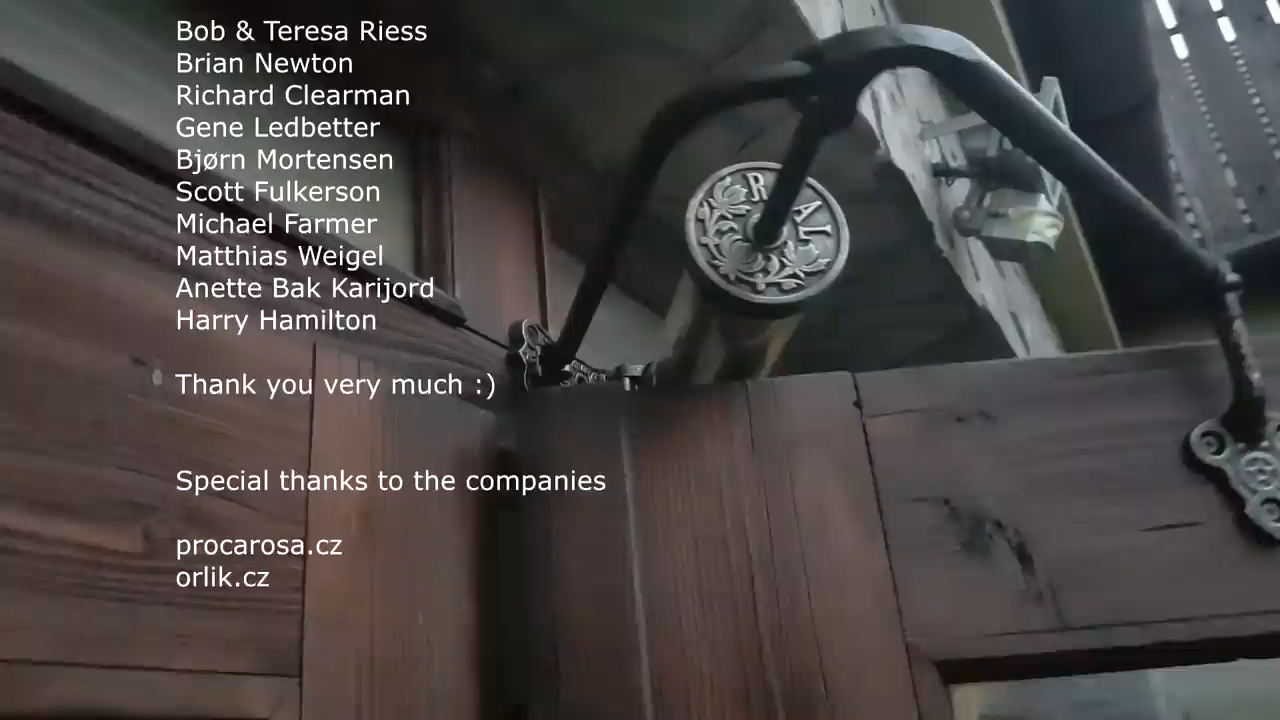 Bob & Teresa Riess
Brian Newton
Richard Clearman
Gene Ledbetter
Bjørn Mortensen
Scott Fulkerson
Michael Farmer
Matthias Weigel
Anette Bak Karijord
Harry Hamilton
Thank you very much :)
Special thanks to the companies
procarosa.cz
orlik.cz